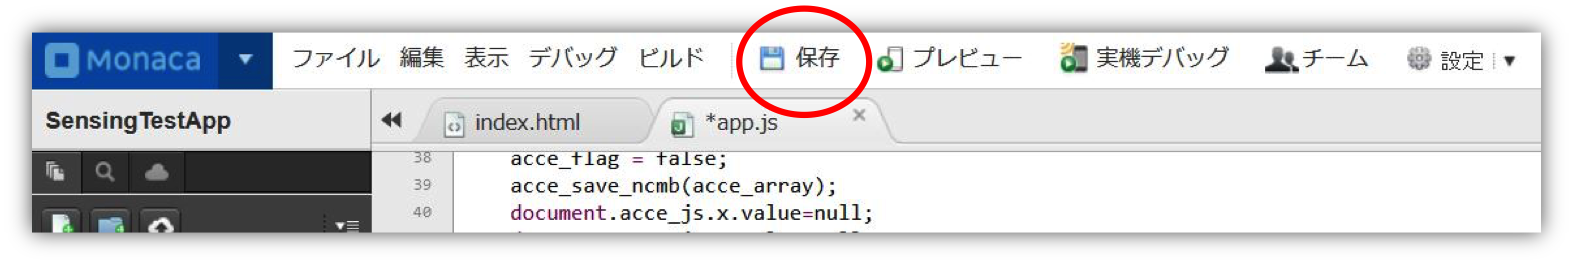 Monaca ▼ ファイル 編集 表示 デバッグ ビルド 保存 プレビュー 実機デバッグ チーム 設定 ▼
SensingTestApp
index.html *app.js ×
38 acce_flag = false;
39 acce_save_ncmb(acce_array);
40 document.acce_js.x.value=null;